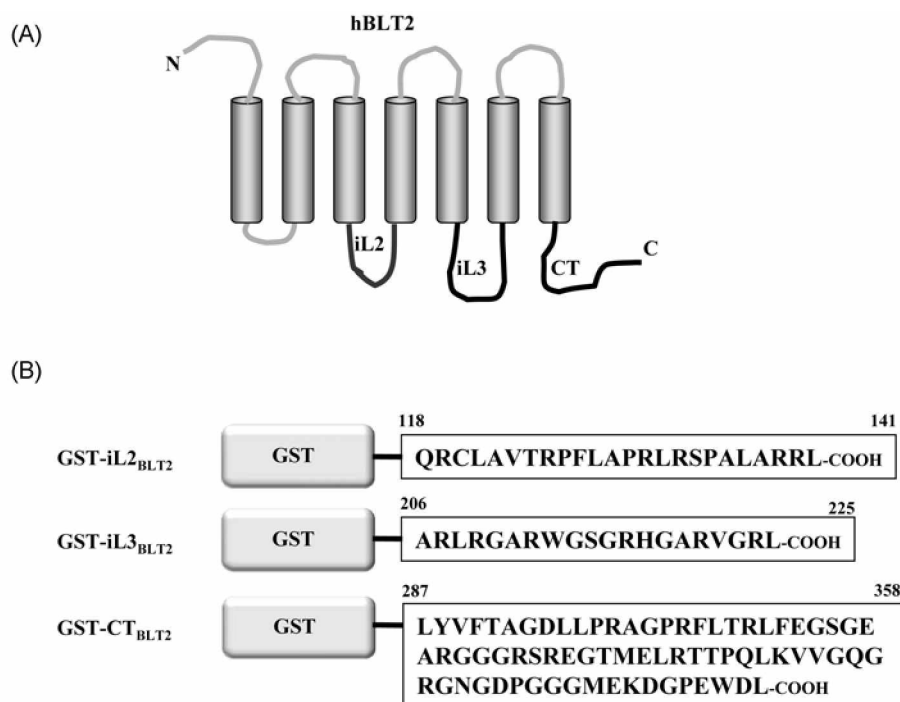 (A)
hBLT2
N
iL2
iL3
CT
C
(B)
118 141
GST-iL2BLT2 GST QRCLAVTRPFLAPRLRSPALARRL-COOH
206 225
GST-iL3BLT2 GST ARLRGARWGSGRHGARVGRL-COOH
287 358
GST-CTBLT2 GST LYVFTAGDLLPRAGPRFLTRLFEGSGE
ARGGGRSREGTMELRTTPQLKVVGQG
RGNGDPGGGMEKDGPEWDL-COOH